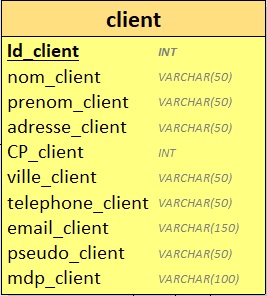 client
Id_client INT
nom_client VARCHAR(50)
prenom_client VARCHAR(50)
adresse_client VARCHAR(50)
CP_client INT
ville_client VARCHAR(50)
telephone_client VARCHAR(50)
email_client VARCHAR(150)
pseudo_client VARCHAR(50)
mdp_client VARCHAR(100)